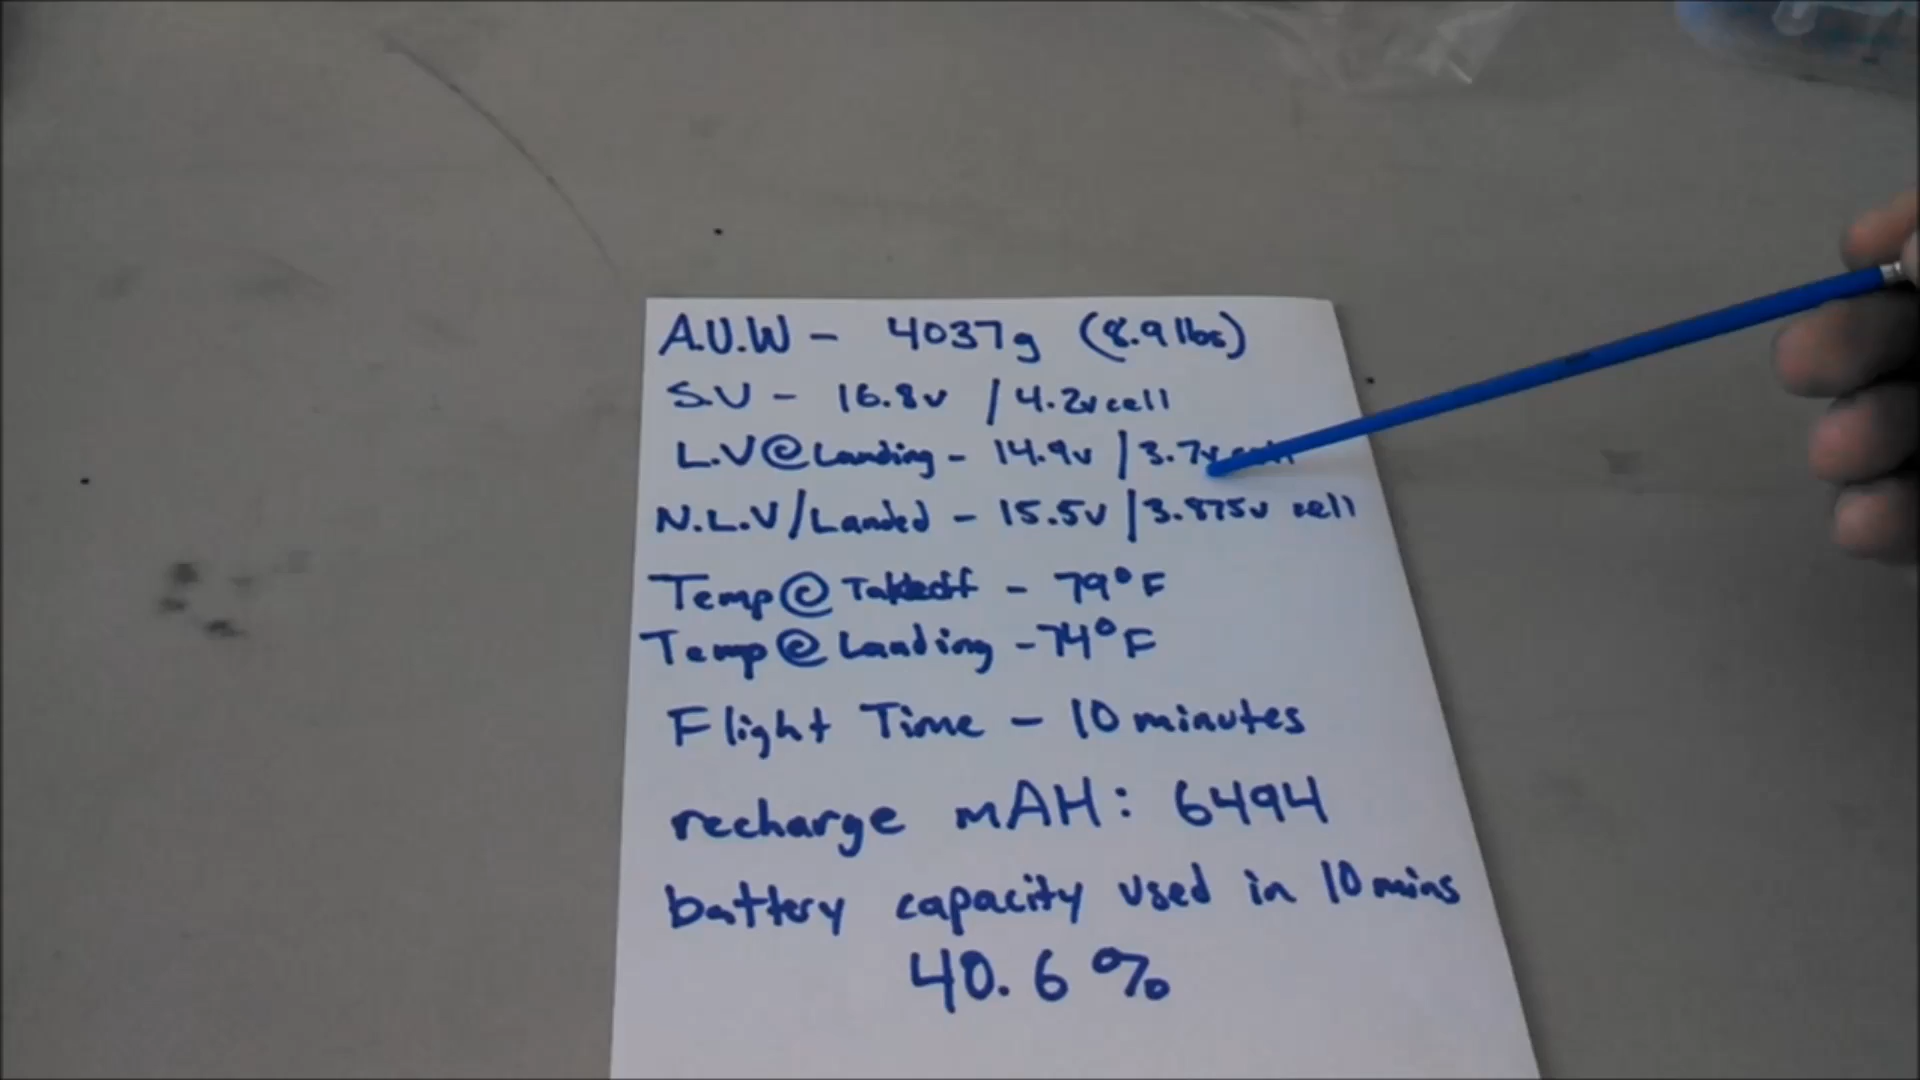 A.U.W - 4037g (8.9lbs)
S.V - 16.8v / 4.2v cell
L.V@Landing - 14.9v / 3.7v cell
N.L.V/Landed - 15.5v / 3.875v cell
Temp@Takeoff - 79°F
Temp@Landing - 74°F
Flight Time - 10 minutes
recharge mAH: 6494
battery capacity used in 10 mins
40.6%